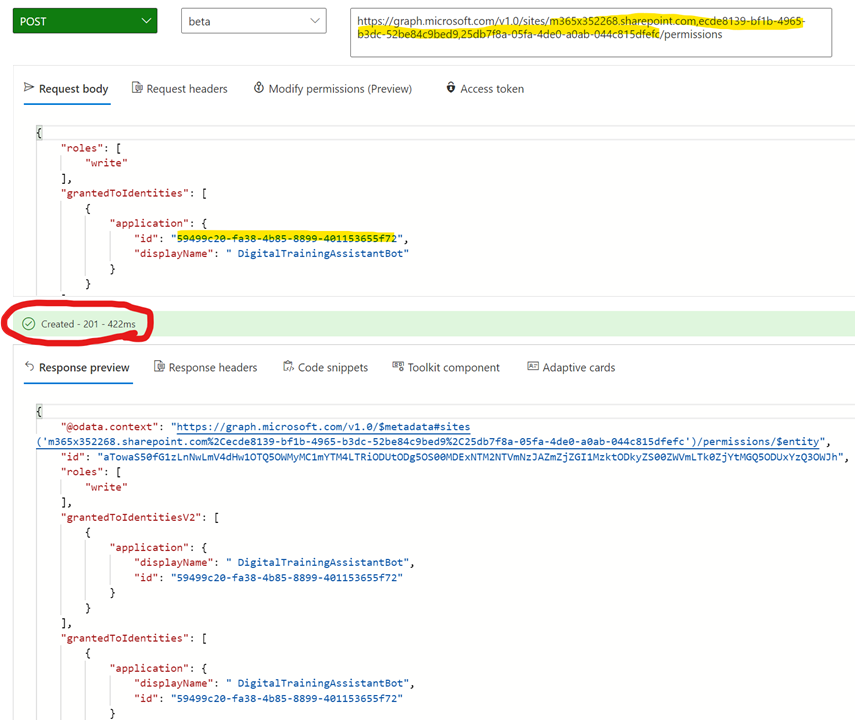 POST
beta
https://graph.microsoft.com/v1.0/sites/m365x352268.sharepoint.com,ecde8139-bf1b-4965-
b3dc-52be84c9bed9,25db7f8a-05fa-4de0-a0ab-044c815dfefc/permissions
Request body
Request headers
Modify permissions (Preview)
Access token
{
"roles": [
"write"
],
"grantedToIdentities": [
{
"application": {
"id": "59499c20-fa38-4b85-8899-401153655f72",
"displayName": " DigitalTrainingAssistantBot"
}
}
Created - 201 - 422ms
Response preview
Response headers
Code snippets
Toolkit component
Adaptive cards
{
"@odata.context": "https://graph.microsoft.com/v1.0/$metadata#sites
('m365x352268.sharepoint.com%2Cecde8139-bf1b-4965-b3dc-52be84c9bed9%2C25db7f8a-05fa-4de0-a0ab-044c815dfefc')/permissions/$entity",
"id": "aTowaS50fG1zLnNwLmV4dHw1OTQ5OWMyMC1mYTM4LTRiODUtODg5OS00MDExNTM2NTVmNzJAZmZjZGI1MzktODkyZS00ZWVmLTk0ZjYtMGQ5ODUxYzQ3OWJh",
"roles": [
"write"
],
"grantedToIdentitiesV2": [
{
"application": {
"displayName": " DigitalTrainingAssistantBot",
"id": "59499c20-fa38-4b85-8899-401153655f72"
}
}
],
"grantedToIdentities": [
{
"application": {
"displayName": " DigitalTrainingAssistantBot",
"id": "59499c20-fa38-4b85-8899-401153655f72"
}